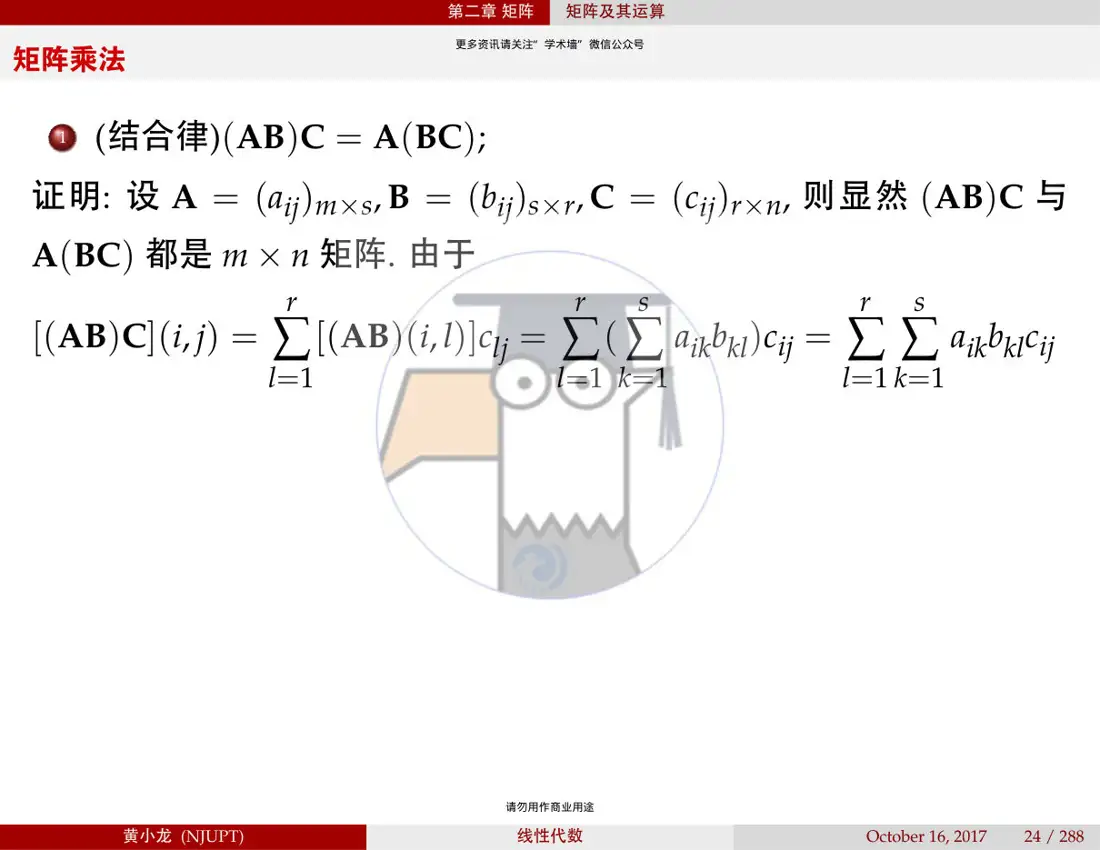 第二章 矩阵 矩阵及其运算
矩阵乘法
更多资讯请关注“学术墙”微信公众号
1 (结合律)(AB)C = A(BC);
证明: 设 A = (a_{ij})_{m×s}, B = (b_{ij})_{s×r}, C = (c_{ij})_{r×n}, 则显然 (AB)C 与
A(BC) 都是 m × n 矩阵. 由于
[(AB)C](i, j) = \sum_{l=1}^{r} [(AB)(i, l)]c_{lj} = \sum_{l=1}^{r} (\sum_{k=1}^{s} a_{ik}b_{kl})c_{ij} = \sum_{l=1}^{r} \sum_{k=1}^{s} a_{ik}b_{kl}c_{ij}
请勿用作商业用途
黄小龙 (NJUPT) 线性代数 October 16, 2017 24 / 288